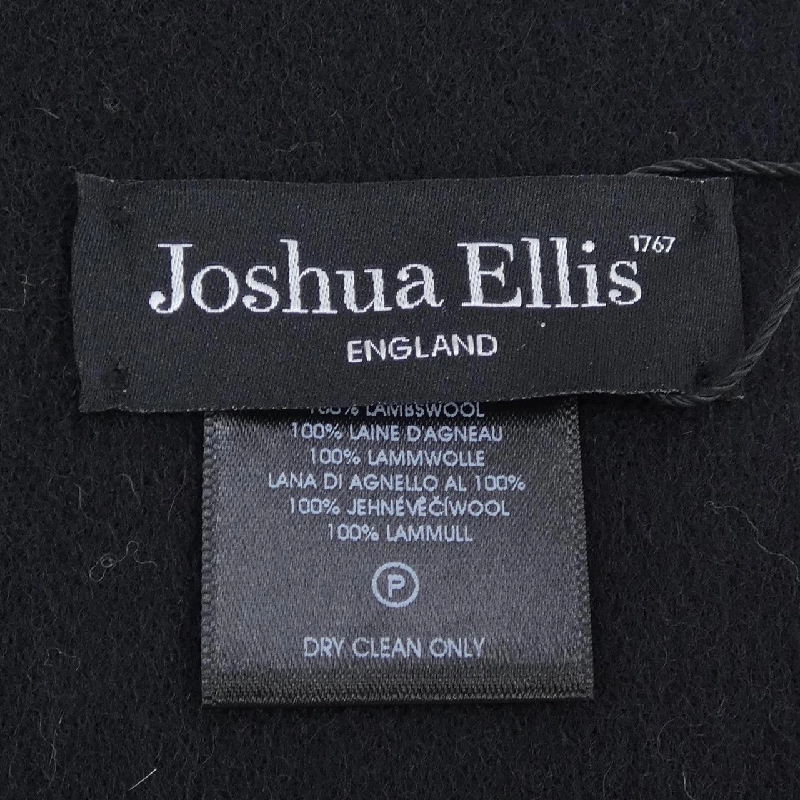 Joshua Ellis 1767
ENGLAND
100% LAMBSWOOL
100% LAINE D'AGNEAU
100% LAMMWOLLE
LANA DI AGNELLO AL 100%
100% JEHNÉVĚČÍWOOL
100% LAMMULL
P
DRY CLEAN ONLY